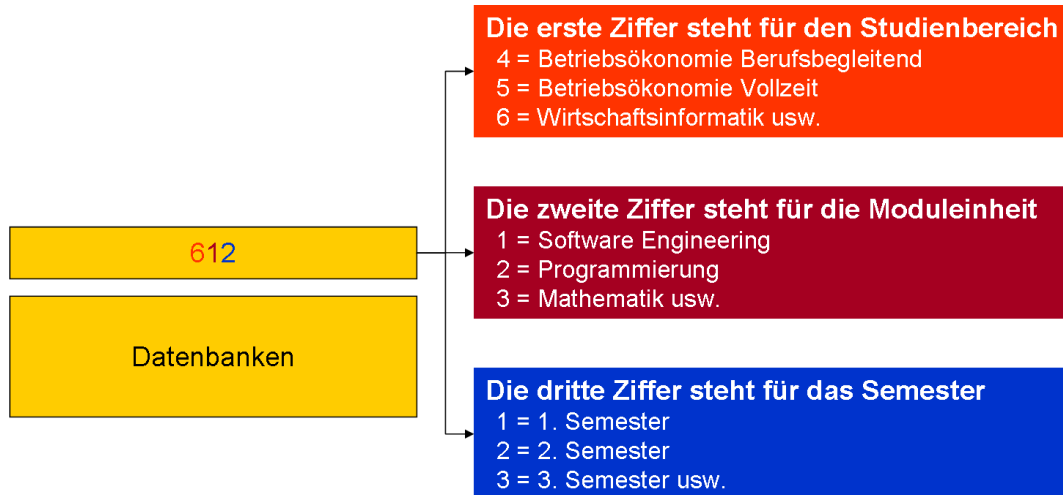 Die erste Ziffer steht für den Studienbereich
4 = Betriebsökonomie Berufsbegleitend
5 = Betriebsökonomie Vollzeit
6 = Wirtschaftsinformatik usw.
612
Datenbanken
Die zweite Ziffer steht für die Moduleinheit
1 = Software Engineering
2 = Programmierung
3 = Mathematik usw.
Die dritte Ziffer steht für das Semester
1 = 1. Semester
2 = 2. Semester
3 = 3. Semester usw.